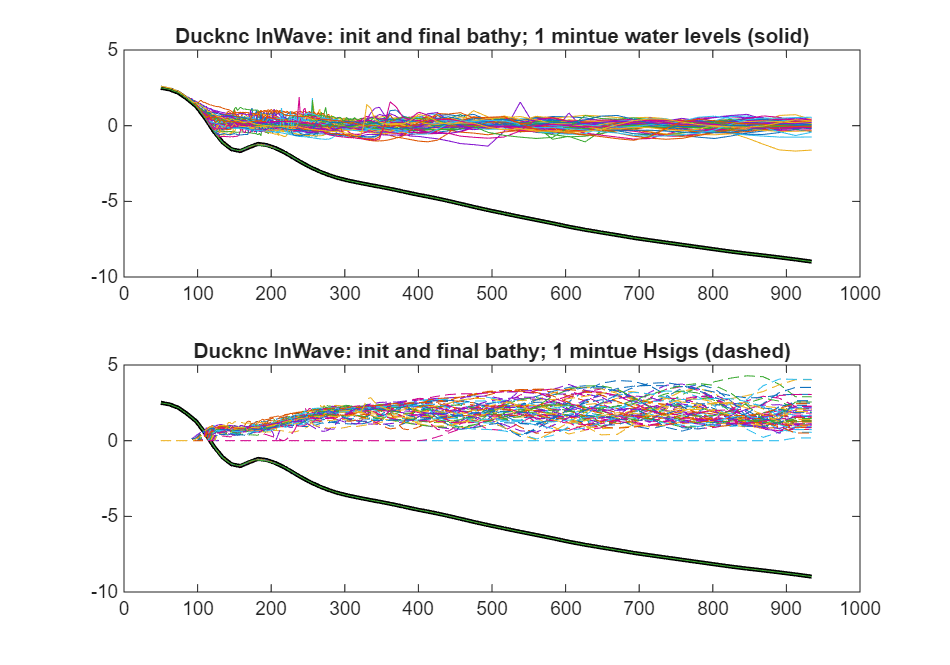 Ducknc InWave: init and final bathy; 1 mintue water levels (solid)
5
0
-5
-10
0 100 200 300 400 500 600 700 800 900 1000
Ducknc InWave: init and final bathy; 1 mintue Hsigs (dashed)
5
0
-5
-10
0 100 200 300 400 500 600 700 800 900 1000